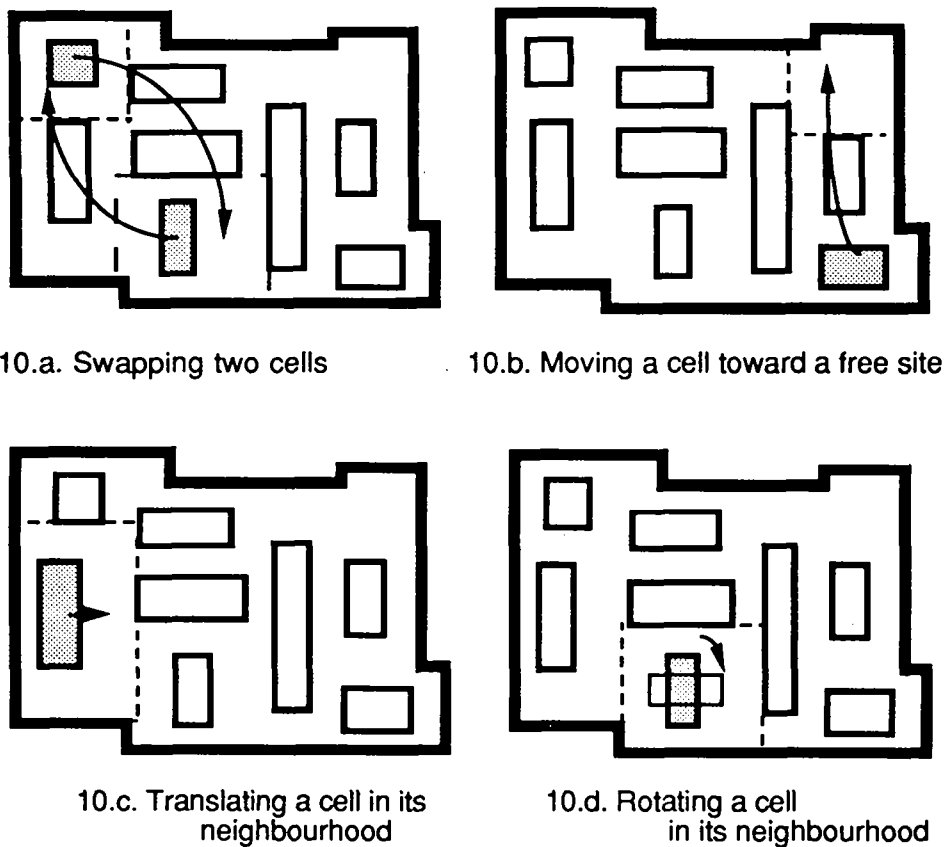 10.a. Swapping two cells
10.b. Moving a cell toward a free site
10.c. Translating a cell in its
neighbourhood
10.d. Rotating a cell
in its neighbourhood